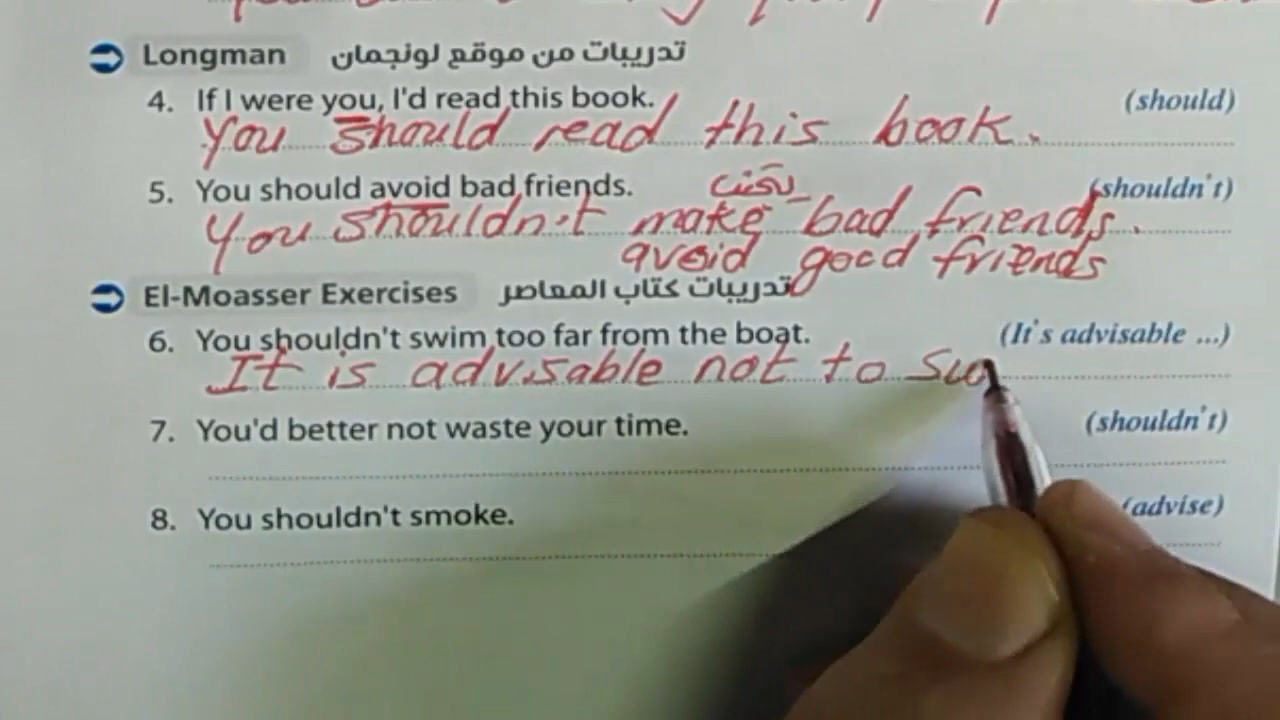 Longman تدريبات من موقع لونجمان
4. If I were you, I'd read this book. (should)
You should read this book.
5. You should avoid bad friends. (shouldn't)
You shouldn't make bad friends.
avoid good friends
El-Moasser Exercises تدريبات كتاب المعاصر
6. You shouldn't swim too far from the boat. (It's advisable ...)
It is advisable not to
7. You'd better not waste your time. (shouldn't)
8. You shouldn't smoke. (advise)